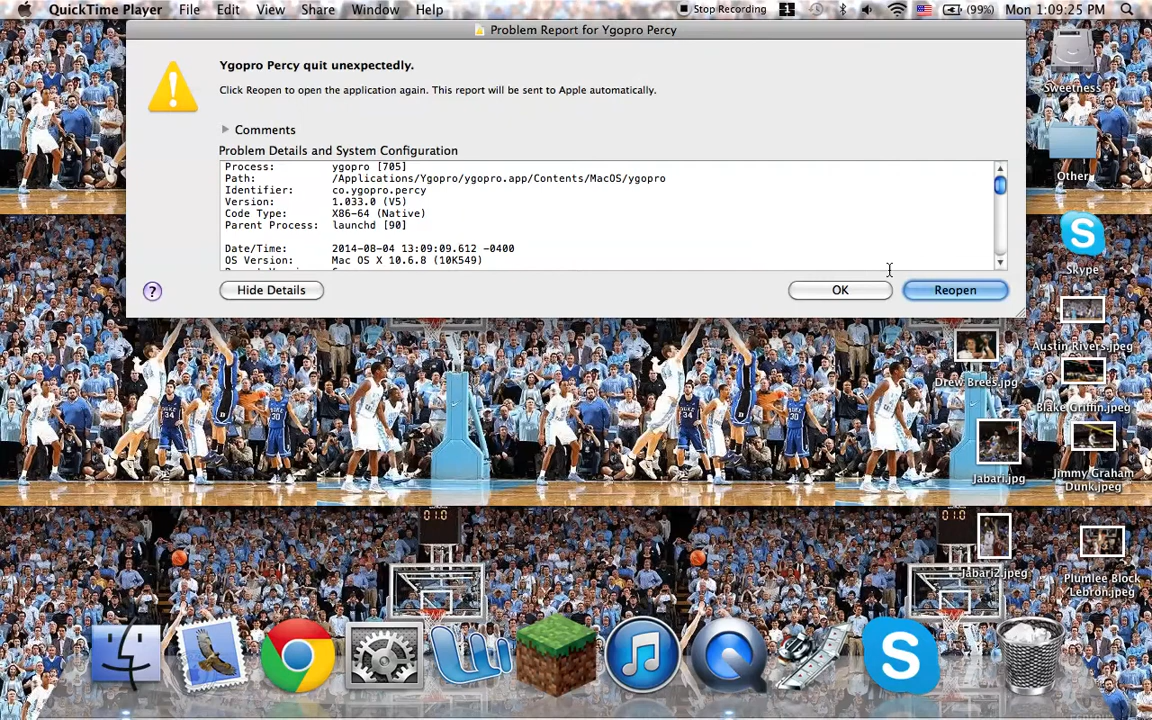 QuickTime Player File Edit View Share Window Help Stop Recording 1 (99%) Mon 1:09:25 PM
Problem Report for Ygopro Percy
Ygopro Percy quit unexpectedly.
Click Reopen to open the application again. This report will be sent to Apple automatically.
Comments
Problem Details and System Configuration
Process: ygopro [705]
Path: /Applications/Ygopro/ygopro.app/Contents/MacOS/ygopro
Identifier: co.ygopro.percy
Version: 1.033.0 (V5)
Code Type: X86-64 (Native)
Parent Process: launchd [90]
Date/Time: 2014-08-04 13:09:09.612 -0400
OS Version: Mac OS X 10.6.8 (10K549)
? Hide Details OK Reopen
Sweetness
Other
Skype
Austin Rivers.jpeg
Drew Brees.jpg
Blake Griffin.jpeg
Jabari.jpg
Jimmy Graham
Dunk.jpeg
Jabari2.jpeg
Plumlee Block
Lebron.jpeg